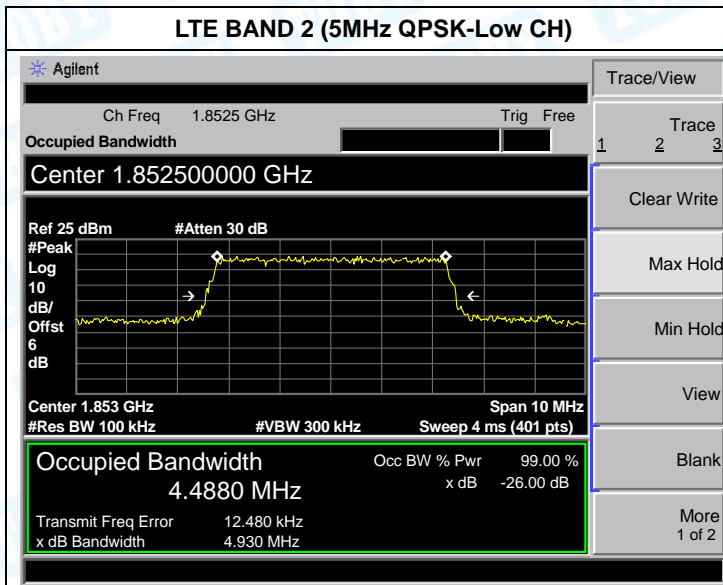 LTE BAND 2 (5MHz QPSK-Low CH)
Agilent
Trace/View
Ch Freq 1.8525 GHz Trig Free
Occupied Bandwidth
Trace
1 2 3
Center 1.852500000 GHz
Clear Write
Ref 25 dBm #Atten 30 dB
#Peak
Log
10
dB/
Offst
6
dB
Max Hold
Min Hold
View
Center 1.853 GHz Span 10 MHz
#Res BW 100 kHz #VBW 300 kHz Sweep 4 ms (401 pts)
Occupied Bandwidth Occ BW % Pwr 99.00 %
4.4880 MHz x dB -26.00 dB
Blank
Transmit Freq Error 12.480 kHz
x dB Bandwidth 4.930 MHz
More
1 of 2